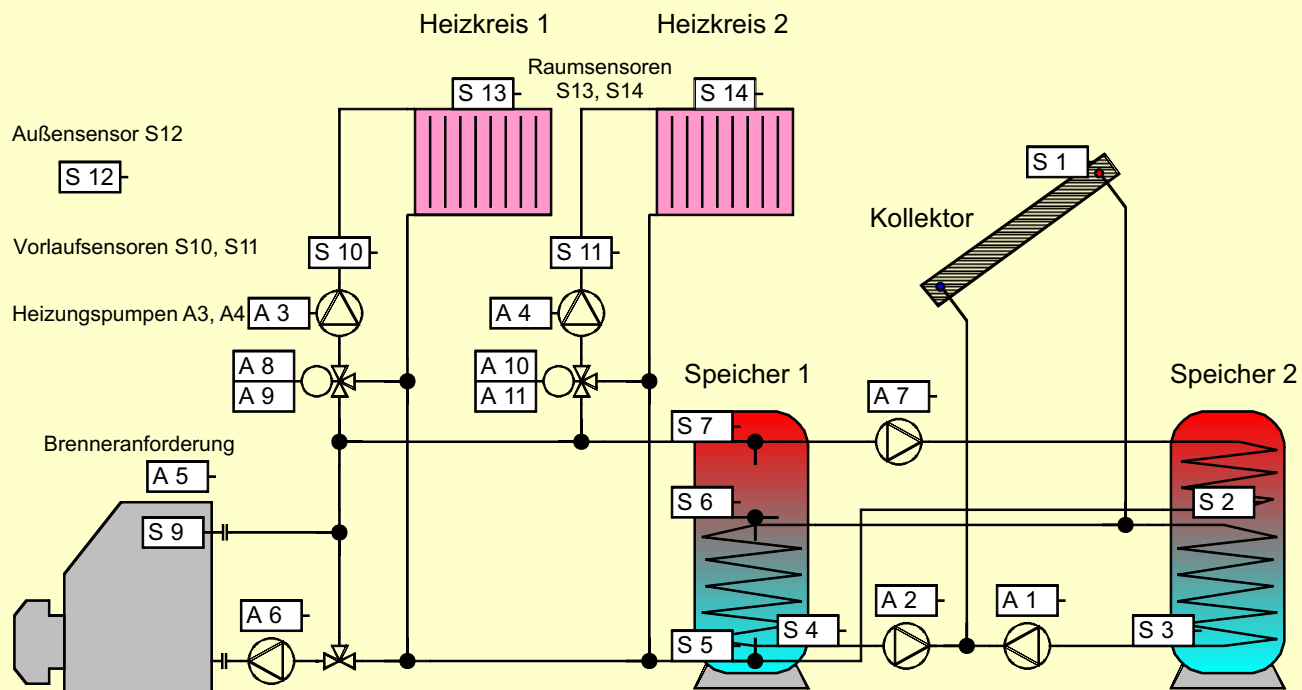 Heizkreis 1
Heizkreis 2
Raumsensoren
S13, S14
S 13
S 14
Außensensor S12
S 12
S 1
Kollektor
Vorlaufsensoren S10, S11
S 10
S 11
Heizungspumpen A3, A4
A 3
A 4
A 8
A 9
A 10
A 11
Speicher 1
Speicher 2
A 7
S 7
Brenneranforderung
A 5
S 6
S 2
S 9
A 6
A 2
A 1
S 5
S 4
S 3